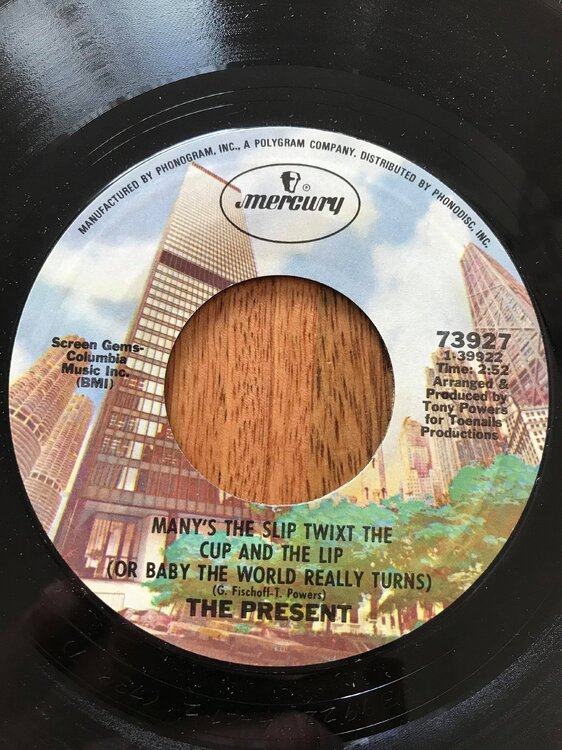 MANUFACTURED BY PHONOGRAM, INC., A POLYGRAM COMPANY. DISTRIBUTED BY PHONODISC, INC.
mercury
®
Screen Gems-
Columbia
Music Inc.
(BMI)
73927
1-39922
Time: 2:52
Arranged &
Produced by
Tony Powers
for Toenails
Productions
MANY'S THE SLIP TWIXT THE
CUP AND THE LIP
(OR BABY THE WORLD REALLY TURNS)
(G. Fischoff-T. Powers)
THE PRESENT